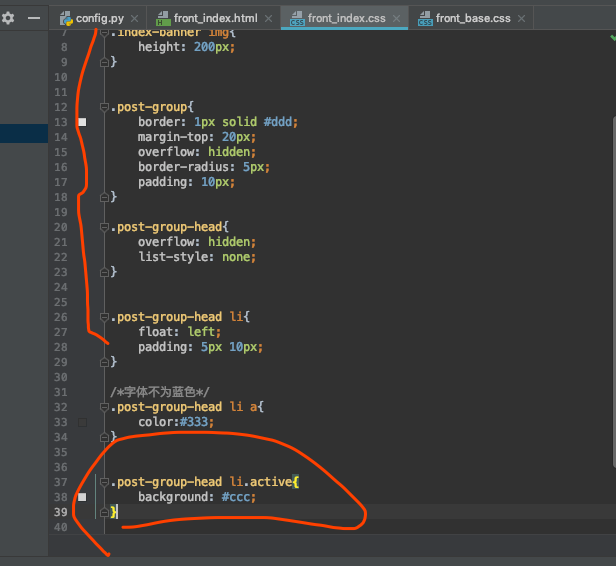 config.py front_index.html front_index.css front_base.css
7 .index-banner img{
8 height: 200px;
9 }
10
11
12 .post-group{
13 border: 1px solid #ddd;
14 margin-top: 20px;
15 overflow: hidden;
16 border-radius: 5px;
17 padding: 10px;
18 }
19
20 .post-group-head{
21 overflow: hidden;
22 list-style: none;
23 }
24
25
26 .post-group-head li{
27 float: left;
28 padding: 5px 10px;
29 }
30
31 /*字体不为蓝色*/
32 .post-group-head li a{
33 color:#333;
34 }
35
36
37 .post-group-head li.active{
38 background: #ccc;
39 }
40